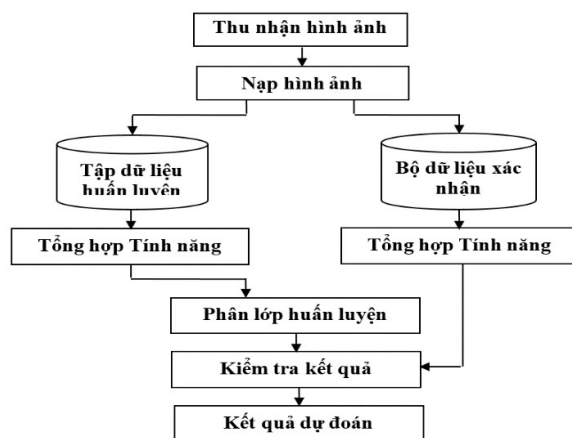 Thu nhận hình ảnh
Nạp hình ảnh
Tập dữ liệu
huấn luyện
Bộ dữ liệu xác
nhận
Tổng hợp Tính năng
Tổng hợp Tính năng
Phân lớp huấn luyện
Kiểm tra kết quả
Kết quả dự đoán